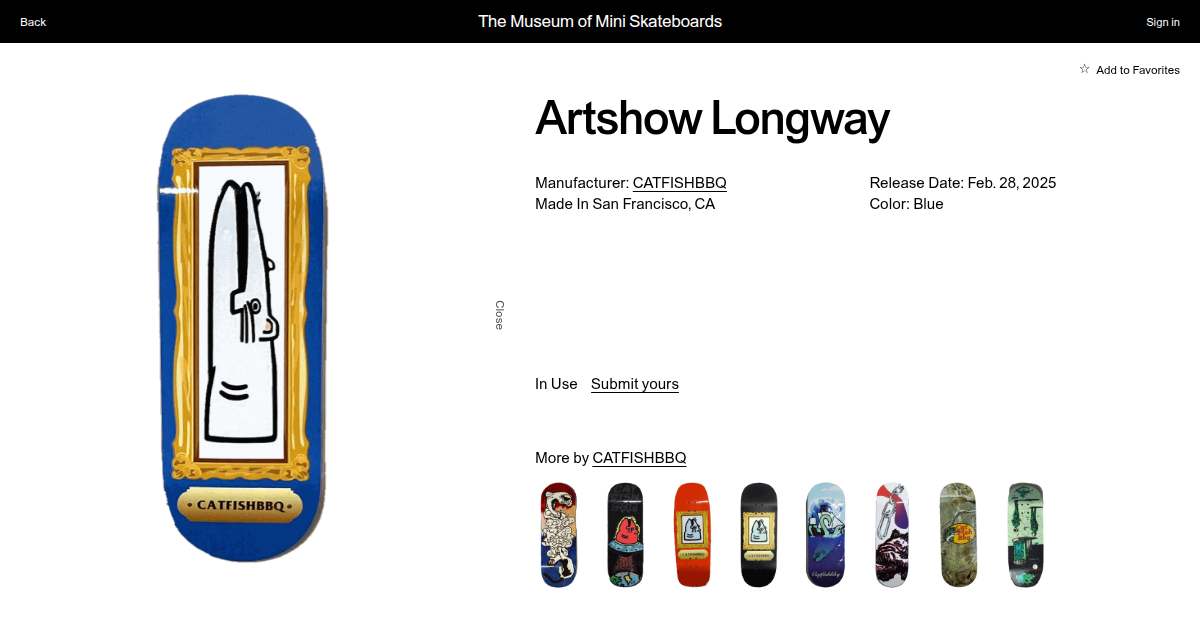 Back
The Museum of Mini Skateboards
Sign in
☆ Add to Favorites
Artshow Longway
Manufacturer: CATFISHBBQ
Made In San Francisco, CA
Release Date: Feb. 28, 2025
Color: Blue
CATFISHBBQ
Close
In Use Submit yours
More by CATFISHBBQ